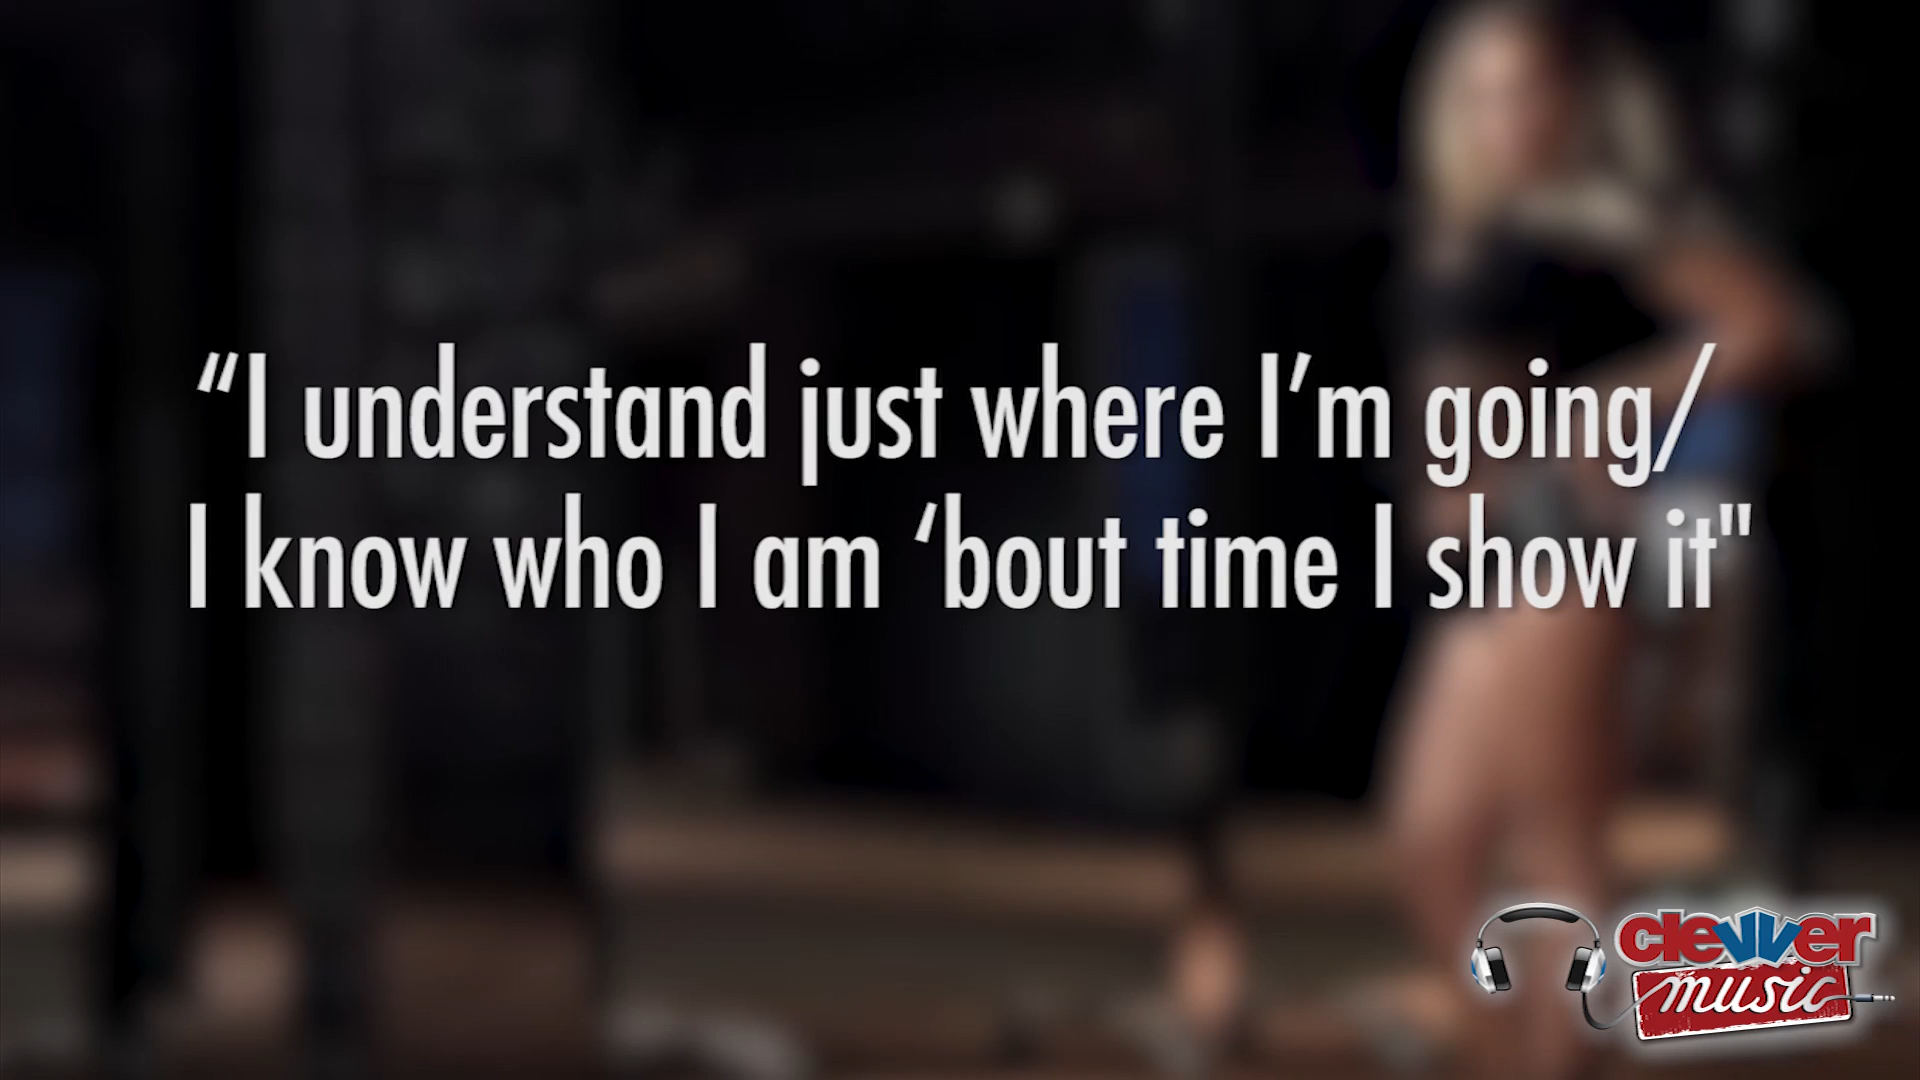 “I understand just where I’m going/
I know who I am ‘bout time I show it"
clevver
music